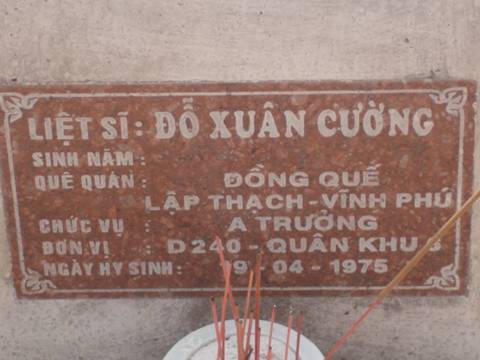 LIỆT SĨ: ĐỖ XUÂN CƯỜNG
SINH NĂM:
QUÊ QUÁN : ĐỒNG QUẾ
LẬP THẠCH - VĨNH PHÚ
CHỨC VỤ : A TRƯỞNG
ĐƠN VỊ : D240 - QUÂN KHU
NGÀY HY SINH: 04 - 1975